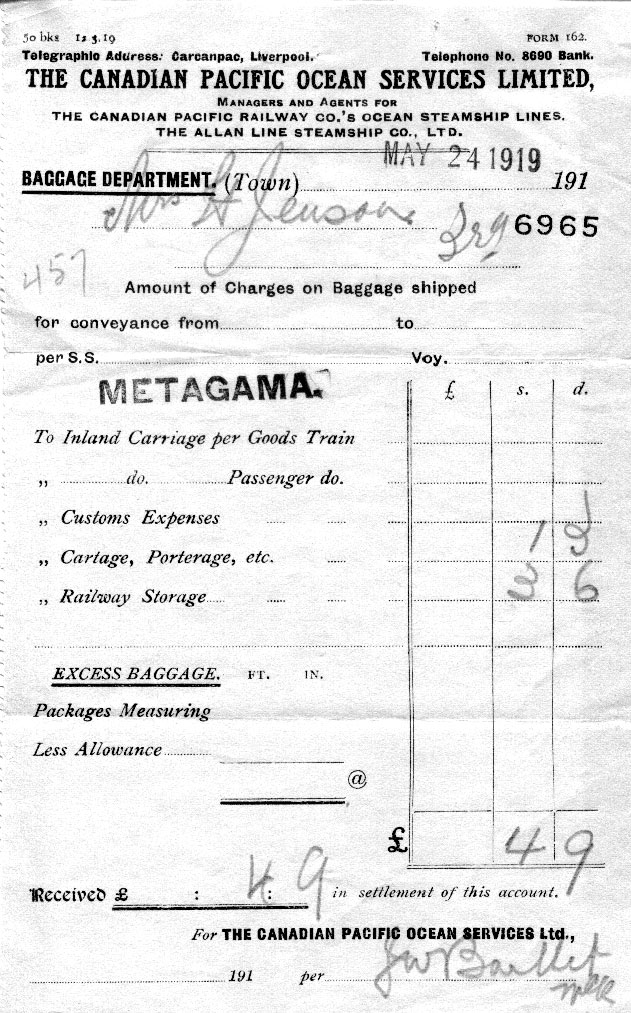 50 bks 12 3.19 FORM 162.
Telegraphic Address: Carcanpac, Liverpool. Telephone No. 8690 Bank.
THE CANADIAN PACIFIC OCEAN SERVICES LIMITED,
MANAGERS AND AGENTS FOR
THE CANADIAN PACIFIC RAILWAY CO.'S OCEAN STEAMSHIP LINES.
THE ALLAN LINE STEAMSHIP CO., LTD.
MAY 24 1919
BAGGAGE DEPARTMENT. (Town) 191
Mrs H Jenson 3rd 6965
457
Amount of Charges on Baggage shipped
for conveyance from to
per S.S. Voy.
METAGAMA. £ s. d.
To Inland Carriage per Goods Train
„ do. Passenger do.
„ Customs Expenses
„ Cartage, Porterage, etc. 1 3
„ Railway Storage 3 6
EXCESS BAGGAGE. FT. IN.
Packages Measuring
Less Allowance
@
£ 4 9
Received £ : 4 : 9 in settlement of this account.
For THE CANADIAN PACIFIC OCEAN SERVICES Ltd.,
191 per JW Bartlet